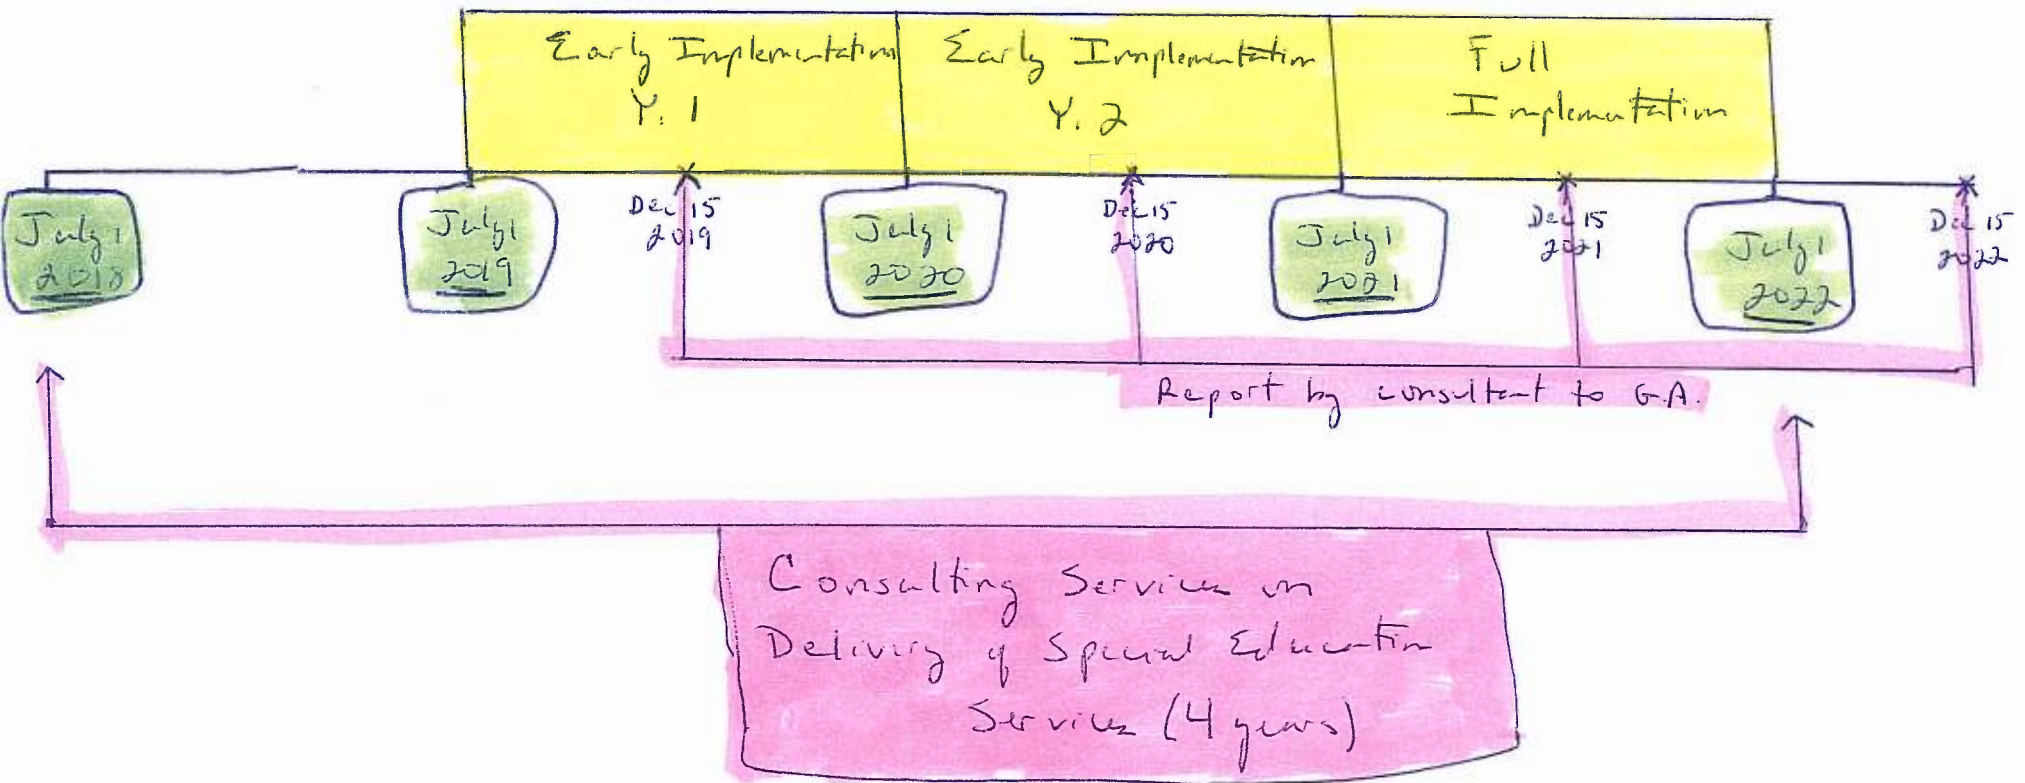 Early Implementation
Y. 1
Early Implementation
Y. 2
Full
Implementation
July 1
2018
July 1
2019
Dec 15
2019
July 1
2020
Dec 15
2020
July 1
2021
Dec 15
2021
July 1
2022
Dec 15
2022
Report by consultant to G.A.
Consulting Services on
Delivery of Special Education
Services (4 years)